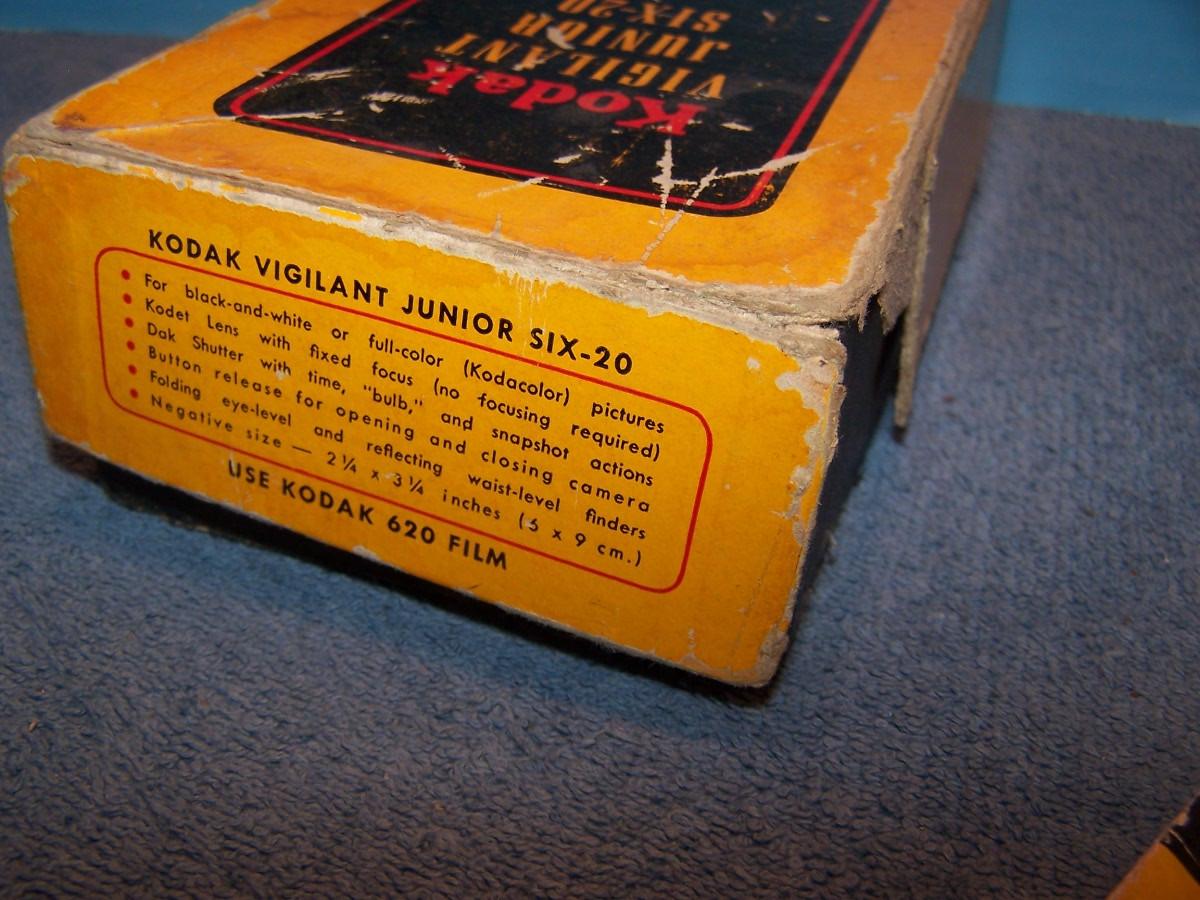 Kodak
VIGILANT
JUNIOR
SIX-20
KODAK VIGILANT JUNIOR SIX-20
• For black-and-white or full-color (Kodacolor) pictures
• Kodet Lens with fixed focus (no focusing required)
• Dak Shutter with time, "bulb," and snapshot actions
• Button release for opening and closing camera
• Folding eye-level and reflecting waist-level finders
• Negative size — 2¼ x 3¼ inches (6 x 9 cm.)
USE KODAK 620 FILM